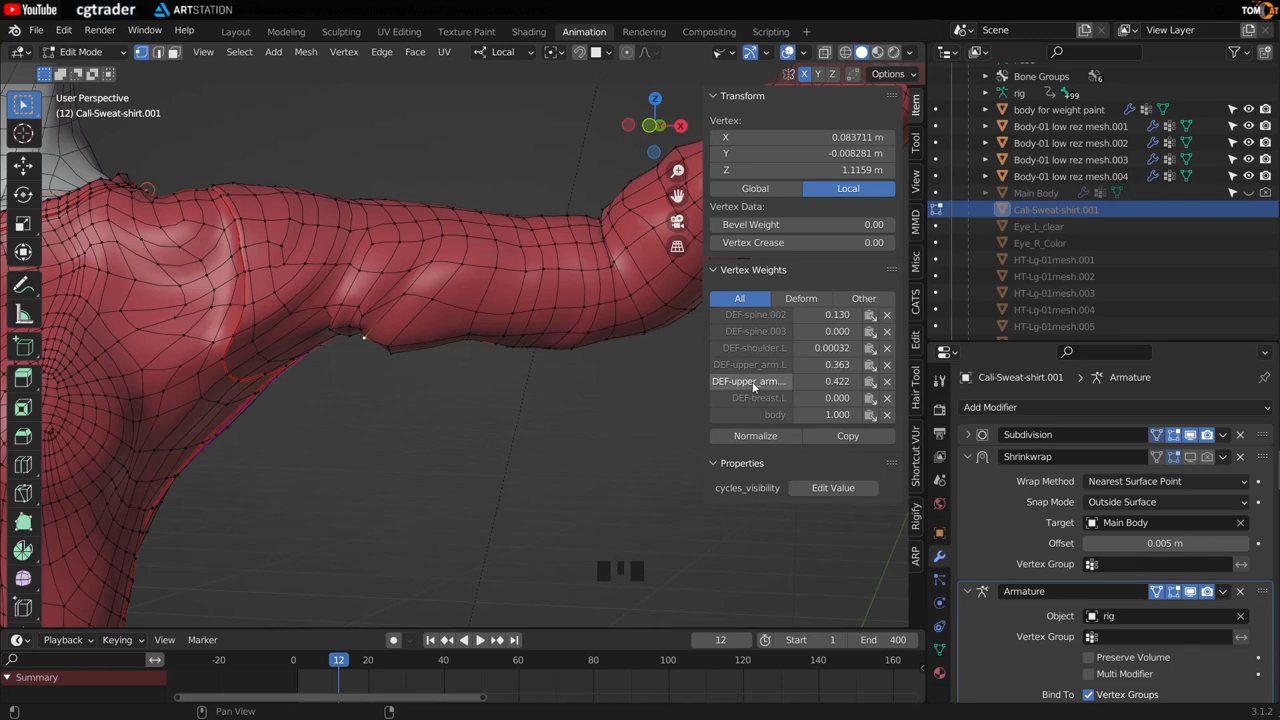 YouTube cgtrader ARTSTATION TOMCAT
File Edit Render Window Help Layout Modeling Sculpting UV Editing Texture Paint Shading Animation Rendering Compositing Scripting Scene View Layer
Edit Mode View Select Add Mesh Vertex Edge Face UV Local
X Y Z Options
User Perspective
(12) Cali-Sweat-shirt.001
Z
Y
X
Transform
Vertex:
X 0.083711 m
Y -0.008281 m
Z 1.1159 m
Global Local
Vertex Data:
Bevel Weight 0.00
Vertex Crease 0.00
Vertex Weights
All Deform Other
DEF-spine.002 0.130
DEF-spine.003 0.000
DEF-shoulder.L 0.00032
DEF-upper_arm.L 0.363
DEF-upper_arm.... 0.422
DEF-breast.L 0.000
body 1.000
Normalize Copy
Properties
cycles_visibility Edit Value
Item
Tool
View
MMD
Misc
CATS
Edit
Hair Tool
Shortcut VUr
Rigify
ARP
Bone Groups 6
rig 99
body for weight paint
Body-01 low rez mesh.001
Body-01 low rez mesh.002
Body-01 low rez mesh.003
Body-01 low rez mesh.004
Main Body
Cali-Sweat-shirt.001
Eye_L_clear
Eye_R_Color
HT-Lg-01mesh.001
HT-Lg-01mesh.002
HT-Lg-01mesh.003
HT-Lg-01mesh.004
HT-Lg-01mesh.005
Cali-Sweat-shirt.001 > Armature
Add Modifier
Subdivision
Shrinkwrap
Wrap Method Nearest Surface Point
Snap Mode Outside Surface
Target Main Body
Offset 0.005 m
Vertex Group
Armature
Object rig
Vertex Group
Preserve Volume
Multi Modifier
Bind To Vertex Groups
Playback Keying View Marker 12 Start 1 End 400
-20 0 12 20 40 60 80 100 120 140 160
Summary
Pan View 3.1.2